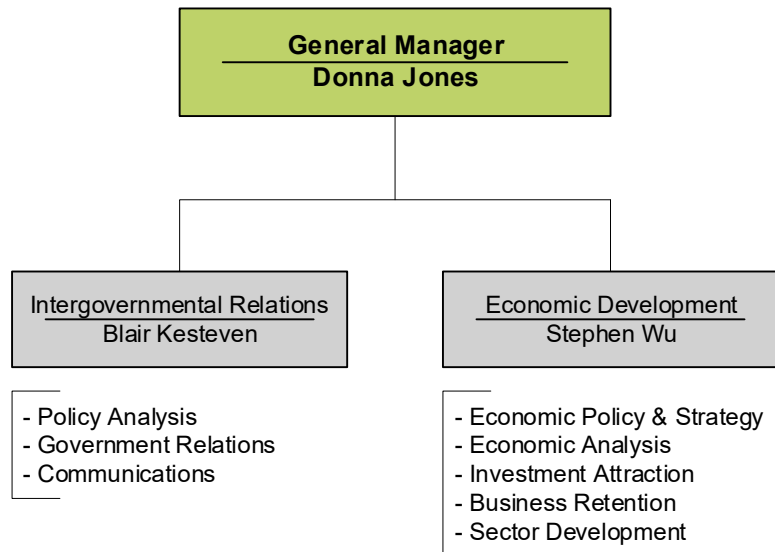 General Manager
Donna Jones
Intergovernmental Relations
Blair Kesteven
- Policy Analysis
- Government Relations
- Communications
Economic Development
Stephen Wu
- Economic Policy & Strategy
- Economic Analysis
- Investment Attraction
- Business Retention
- Sector Development